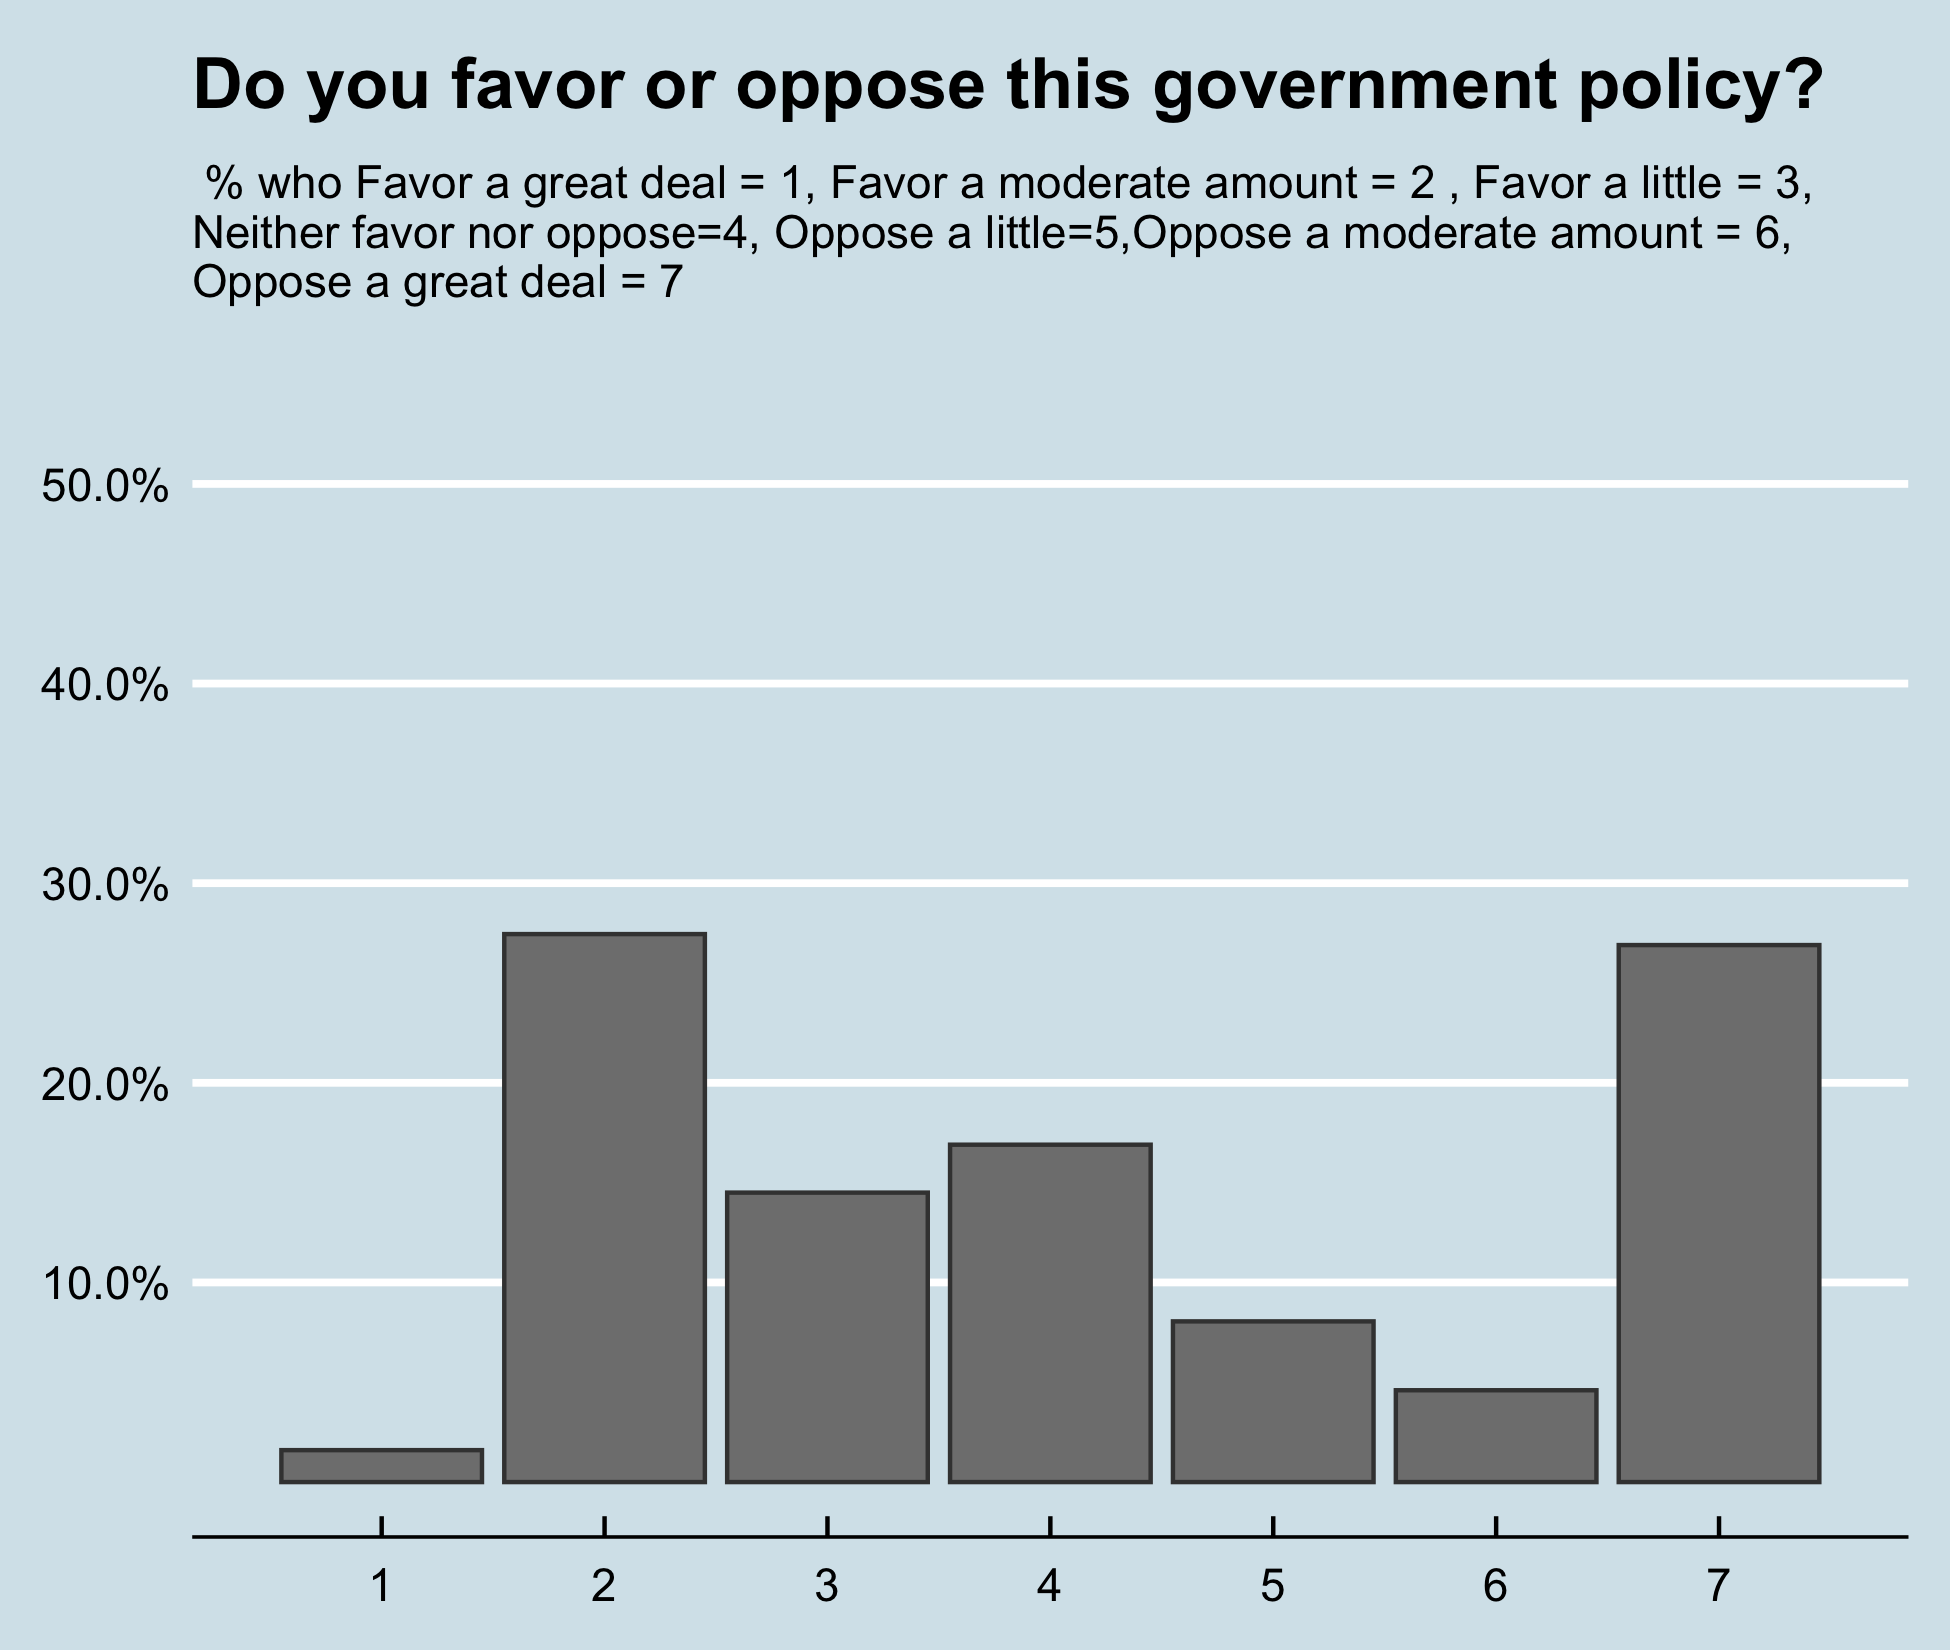 Do you favor or oppose this government policy?
% who Favor a great deal = 1, Favor a moderate amount = 2 , Favor a little = 3,
Neither favor nor oppose=4, Oppose a little=5,Oppose a moderate amount = 6,
Oppose a great deal = 7
50.0%
40.0%
30.0%
20.0%
10.0%
1 2 3 4 5 6 7